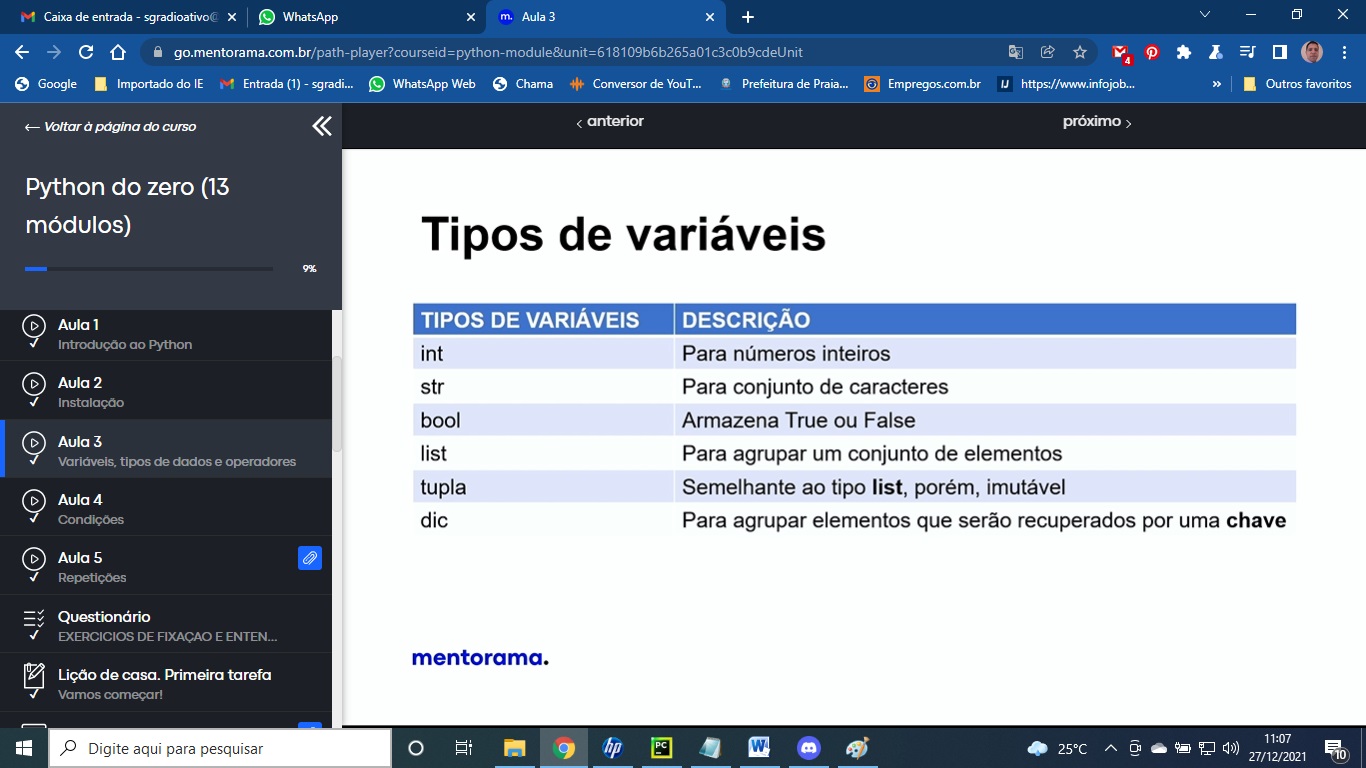 Caixa de entrada - sgradioativo@
WhatsApp
Aula 3
go.mentorama.com.br/path-player?courseid=python-module&unit=618109b6b265a01c3c0b9cdeUnit
4
Google
Importado do IE
Entrada (1) - sgradi...
WhatsApp Web
Chama
Conversor de YouT...
Prefeitura de Praia...
Empregos.com.br
https://www.infojob...
»
Outros favoritos
← Voltar à página do curso
anterior
próximo
Python do zero (13
módulos)
9%
Aula 1
Introdução ao Python
Aula 2
Instalação
Aula 3
Variáveis, tipos de dados e operadores
Aula 4
Condições
Aula 5
Repetições
Questionário
EXERCICIOS DE FIXAÇAO E ENTEN...
Lição de casa. Primeira tarefa
Vamos começar!
Tipos de variáveis
TIPOS DE VARIÁVEIS DESCRIÇÃO
int Para números inteiros
str Para conjunto de caracteres
bool Armazena True ou False
list Para agrupar um conjunto de elementos
tupla Semelhante ao tipo list, porém, imutável
dic Para agrupar elementos que serão recuperados por uma chave
mentorama.
Digite aqui para pesquisar
25°C
11:07
27/12/2021
10